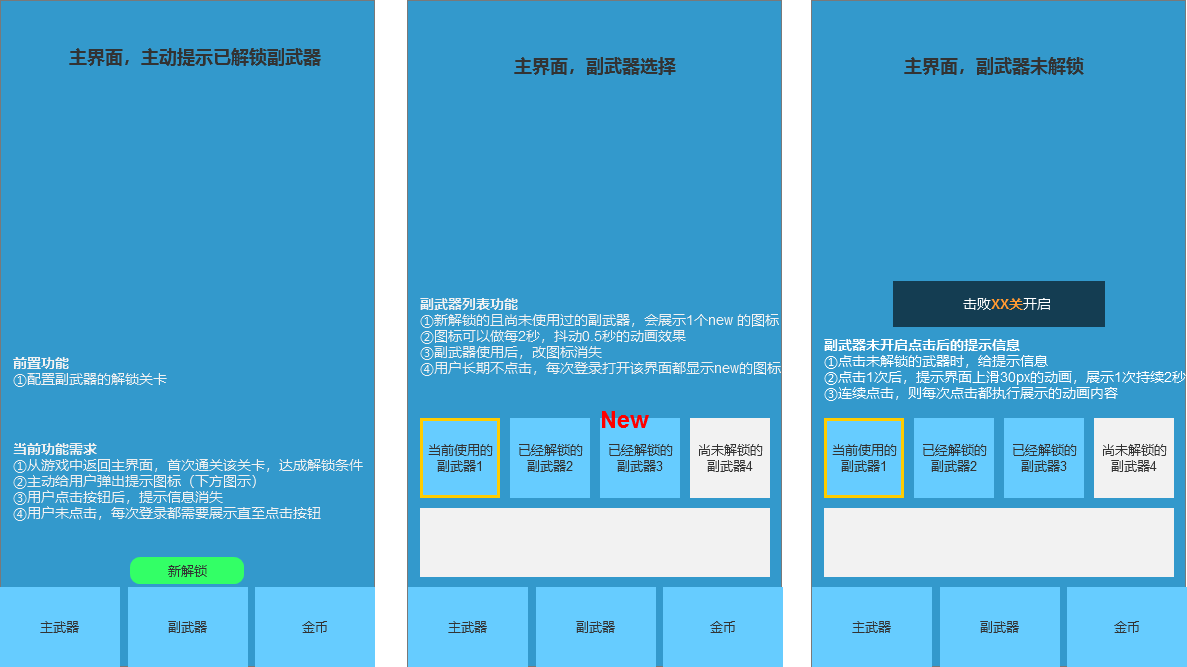 主界面，主动提示已解锁副武器
前置功能
①配置副武器的解锁关卡
当前功能需求
①从游戏中返回主界面，首次通关该关卡，达成解锁条件
②主动给用户弹出提示图标（下方图示）
③用户点击按钮后，提示信息消失
④用户未点击，每次登录都需要展示直至点击按钮
新解锁
主武器
副武器
金币
主界面，副武器选择
副武器列表功能
①新解锁的且尚未使用过的副武器，会展示1个new 的图标
②图标可以做每2秒，抖动0.5秒的动画效果
③副武器使用后，改图标消失
④用户长期不点击，每次登录打开该界面都显示new的图标
New
当前使用的
副武器1
已经解锁的
副武器2
已经解锁的
副武器3
尚未解锁的
副武器4
主武器
副武器
金币
主界面，副武器未解锁
击败XX关开启
副武器未开启点击后的提示信息
①点击未解锁的武器时，给提示信息
②点击1次后，提示界面上滑30px的动画，展示1次持续2秒
③连续点击，则每次点击都执行展示的动画内容
当前使用的
副武器1
已经解锁的
副武器2
已经解锁的
副武器3
尚未解锁的
副武器4
主武器
副武器
金币